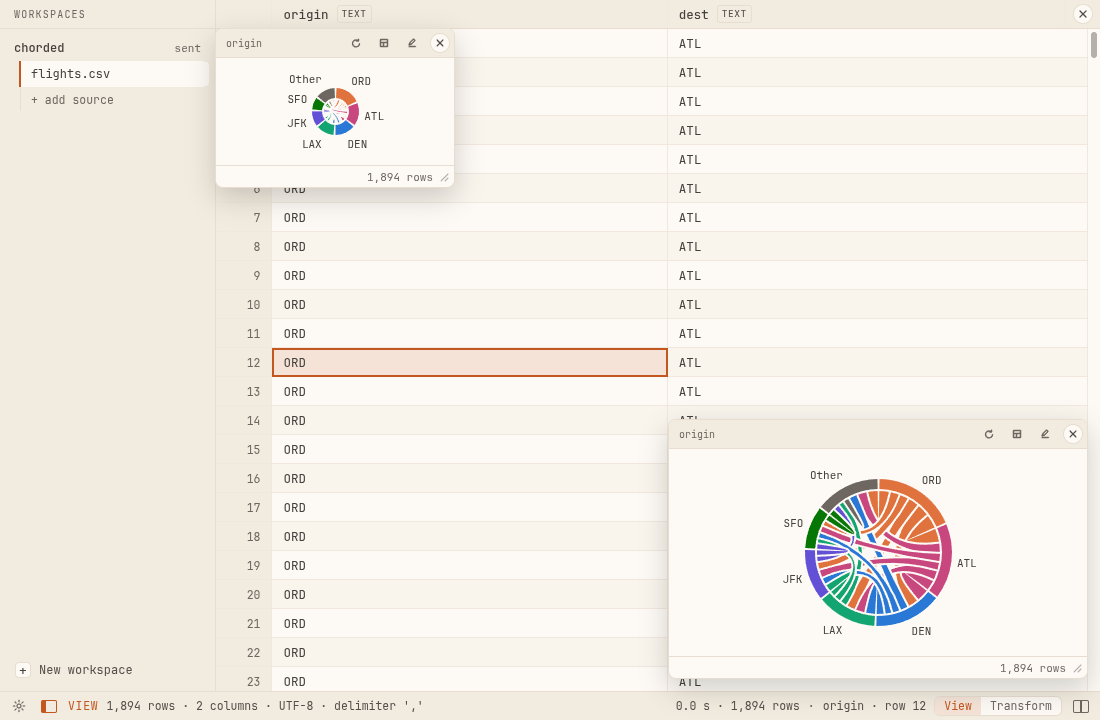 WORKSPACES
origin TEXT
dest TEXT
chorded sent
flights.csv
+ add source
origin
Other
ORD
SFO
ATL
JFK
LAX
DEN
1,894 rows
ATL
ATL
ATL
ATL
ATL
6 ORD ATL
7 ORD ATL
8 ORD ATL
9 ORD ATL
10 ORD ATL
11 ORD ATL
12 ORD ATL
13 ORD ATL
14 ORD ATL
15 ORD
16 ORD
17 ORD
18 ORD
19 ORD
20 ORD
21 ORD
22 ORD
23 ORD ATL
origin
Other
ORD
SFO
ATL
JFK
LAX
DEN
1,894 rows
+ New workspace
VIEW 1,894 rows · 2 columns · UTF-8 · delimiter ','
0.0 s · 1,894 rows · origin · row 12 View Transform